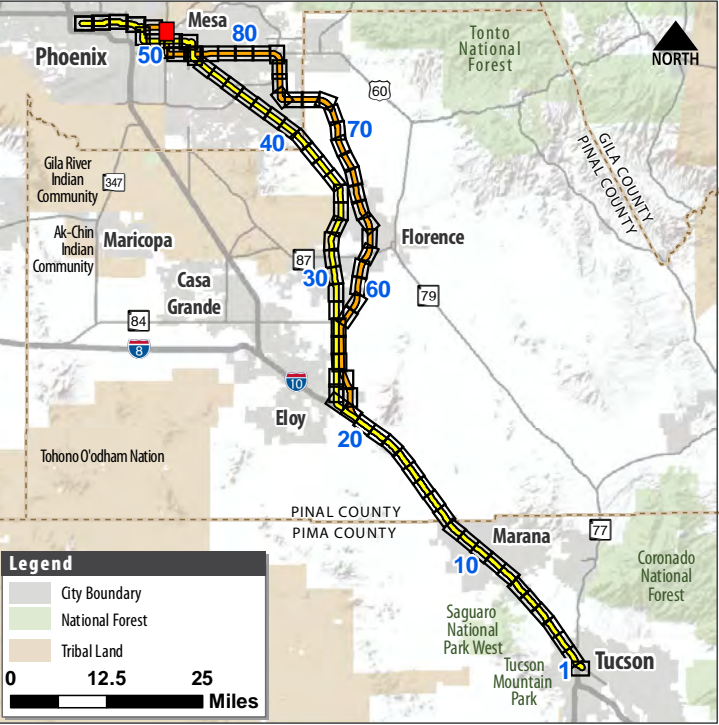 Mesa
80
50
Phoenix
Tonto
National
Forest
NORTH
60
70
40
GILA COUNTY
PINAL COUNTY
Gila River
Indian
Community
347
Ak-Chin
Indian
Community
Maricopa
Florence
87
30
Casa
Grande
60
79
84
8
10
Eloy
20
Tohono O'odham Nation
PINAL COUNTY
PIMA COUNTY
Marana
77
10
Coronado
National
Forest
Saguaro
National
Park West
Tucson
Mountain
Park
1
Tucson
Legend
City Boundary
National Forest
Tribal Land
0 12.5 25
Miles